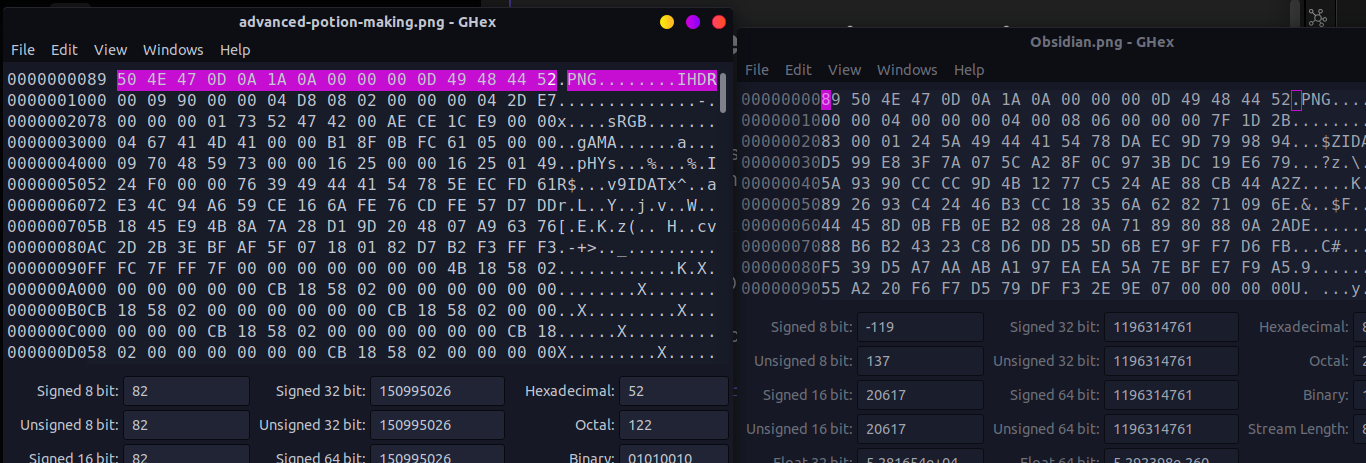 advanced-potion-making.png - GHex
File Edit View Windows Help
0000000089 50 4E 47 0D 0A 1A 0A 00 00 00 0D 49 48 44 52.PNG........IHDR
0000001000 00 09 90 00 00 04 D8 08 02 00 00 00 04 2D E7..............-.
0000002078 00 00 00 01 73 52 47 42 00 AE CE 1C E9 00 00x....sRGB.......
0000003000 04 67 41 4D 41 00 00 B1 8F 0B FC 61 05 00 00..gAMA......a...
0000004000 09 70 48 59 73 00 00 16 25 00 00 16 25 01 49..pHYs...%...%.I
0000005052 24 F0 00 00 76 39 49 44 41 54 78 5E EC FD 61R$...v9IDATx^..a
0000006072 E3 4C 94 A6 59 CE 16 6A FE 76 CD FE 57 D7 DDr.L..Y..j.v..W..
000000705B 18 45 E9 4B 8A 7A 28 D1 9D 20 48 07 A9 63 76[.E.K.z(.. H..cv
00000080AC 2D 2B 3E BF AF 5F 07 18 01 82 D7 B2 F3 FF F3.-+>.._.........
00000090FF FC 7F FF 7F 00 00 00 00 00 00 00 4B 18 58 02............K.X.
000000A000 00 00 00 00 CB 18 58 02 00 00 00 00 00 00 00.......X........
000000B0CB 18 58 02 00 00 00 00 00 00 00 CB 18 58 02 00..X..........X..
000000C000 00 00 00 CB 18 58 02 00 00 00 00 00 00 CB 18......X.........
000000D058 02 00 00 00 00 00 00 CB 18 58 02 00 00 00 00X.........X.....
Signed 8 bit: 82 Signed 32 bit: 150995026 Hexadecimal: 52
Unsigned 8 bit: 82 Unsigned 32 bit: 150995026 Octal: 122
Signed 16 bit: 82 Signed 64 bit: 150995026 Binary: 01010010
Obsidian.png - GHex
File Edit View Windows Help
0000000089 50 4E 47 0D 0A 1A 0A 00 00 00 0D 49 48 44 52.PNG....
0000001000 00 04 00 00 00 04 00 08 06 00 00 00 7F 1D 2B........
0000002083 00 01 24 5A 49 44 41 54 78 DA EC 9D 79 98 94...$ZIDA
00000030D5 99 E8 3F 7A 07 5C A2 8F 0C 97 3B DC 19 E6 79...?z.\.
000000405A 93 90 CC CC 9D 4B 12 77 C5 24 AE 88 CB 44 A2Z.....K.
0000005089 26 93 C4 24 46 B3 CC 18 35 6A 62 82 71 09 6E.&..$F..
0000006044 45 8D 0B FB 0E B2 08 28 0A 71 89 80 88 0A 2ADE.......
0000007088 B6 B2 43 23 C8 D6 DD D5 5D 6B E7 9F F7 D6 FB...C#...
00000080F5 39 D5 A7 AA AB A1 97 EA EA 5A 7E BF E7 F9 A5.9......
0000009055 A2 20 F6 F7 D5 79 DF F3 2E 9E 07 00 00 00 00U. ...y.
Signed 8 bit: -119 Signed 32 bit: 1196314761 Hexadecimal: 8
Unsigned 8 bit: 137 Unsigned 32 bit: 1196314761 Octal: 2
Signed 16 bit: 20617 Signed 64 bit: 1196314761 Binary: 1
Unsigned 16 bit: 20617 Unsigned 64 bit: 1196314761 Stream Length: 8
Float 32 bit: 5.281654e+04 Float 64 bit: 5.292398e-260